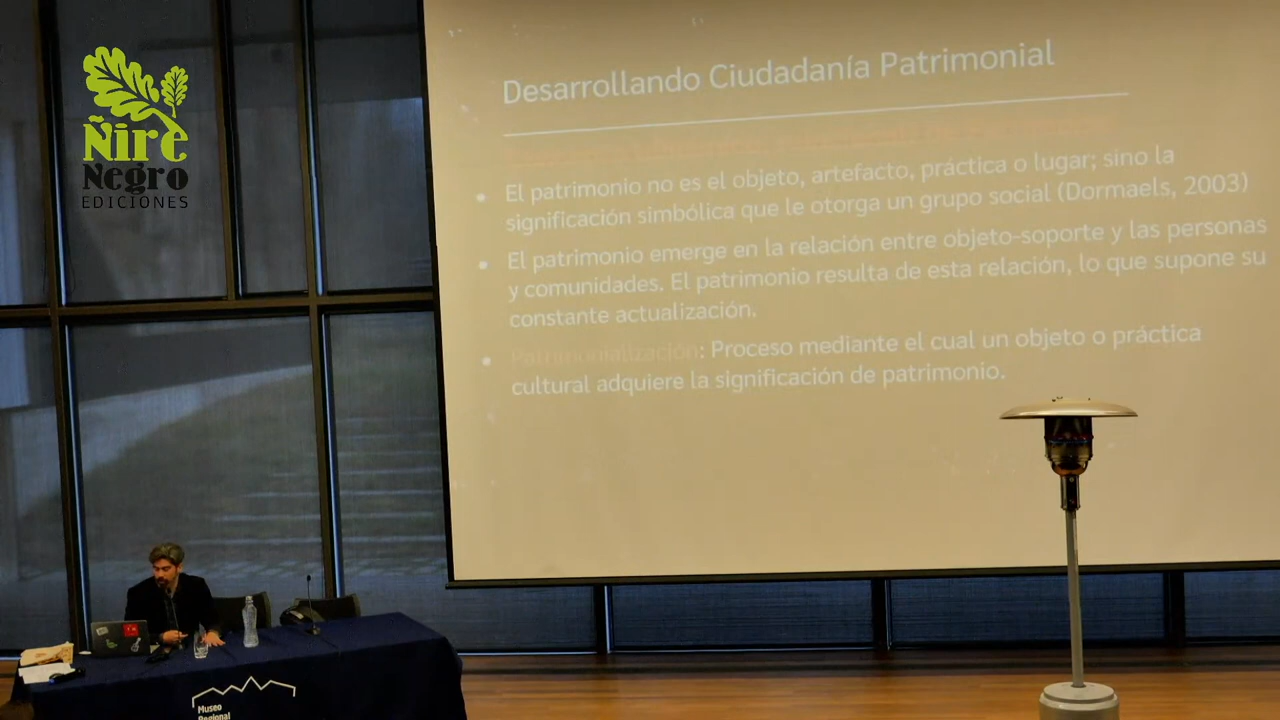 Ñire
Negro
EDICIONES
Desarrollando Ciudadanía Patrimonial
El patrimonio no es el objeto, artefacto, práctica o lugar; sino la
significación simbólica que le otorga un grupo social (Dormaels, 2003)
El patrimonio emerge en la relación entre objeto-soporte y las personas
y comunidades. El patrimonio resulta de esta relación, lo que supone su
constante actualización.
Patrimonialización: Proceso mediante el cual un objeto o práctica
cultural adquiere la significación de patrimonio.
Museo
Regional